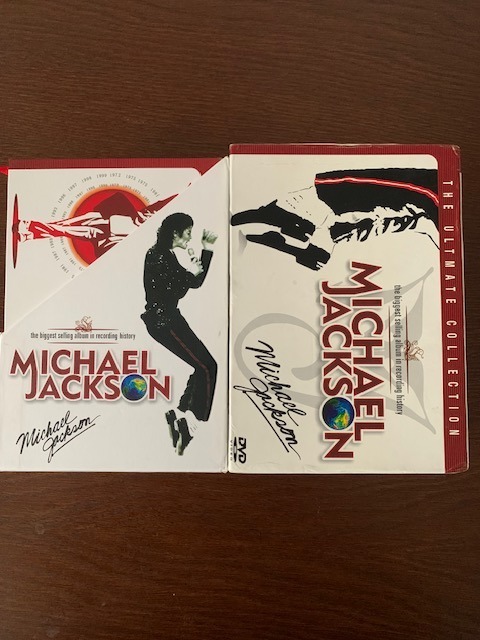 the biggest selling album in recording history
MICHAEL
JACKSON
Michael
Jackson
THE ULTIMATE COLLECTION
the biggest selling album in recording history
MICHAEL
JACKSON
Michael
Jackson
DVD